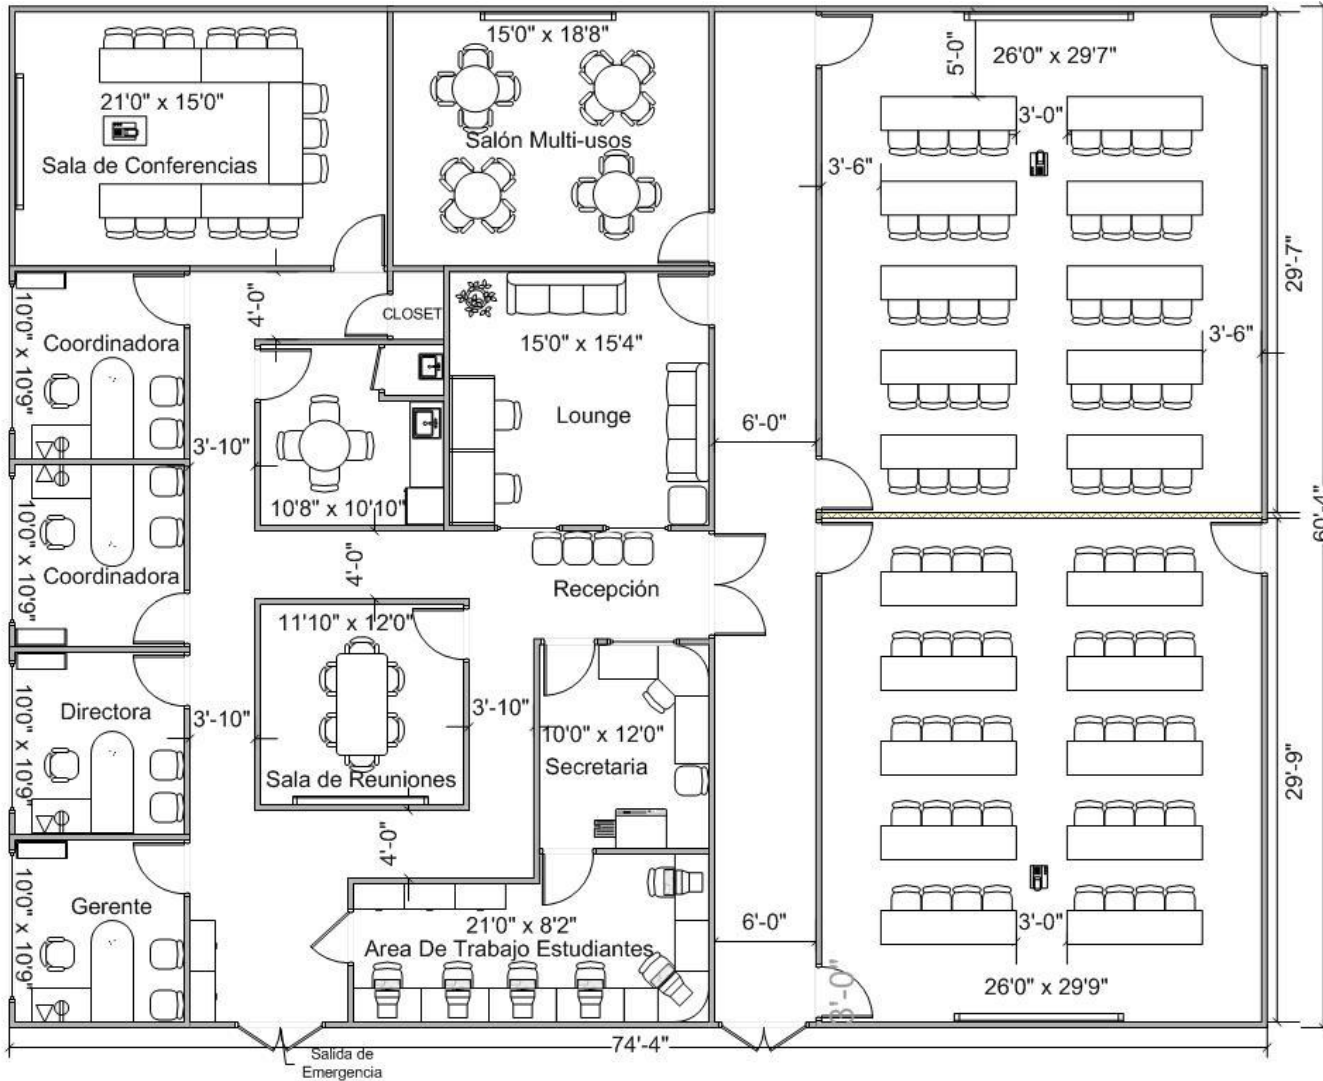 15'0" x 18'8"
26'0" x 29'7"
5'-0"
21'0" x 15'0"
3'-0"
Salón Multi-usos
Sala de Conferencias
3'-6"
29'-7"
10'0" x 10'9"
4'-0"
CLOSET
Coordinadora
15'0" x 15'4"
3'-6"
Lounge
6'-0"
3'-10"
10'8" x 10'10"
10'0" x 10'9"
60'-4"
4'-0"
Coordinadora
Recepción
11'10" x 12'0"
10'0" x 10'9"
Directora
3'-10"
3'-10"
10'0" x 12'0"
Secretaria
Sala de Reuniones
29'-9"
4'-0"
10'0" x 10'9"
Gerente
21'0" x 8'2"
Area De Trabajo Estudiantes
6'-0"
3'-0"
26'0" x 29'9"
3'-0"
74'-4"
Salida de
Emergencia